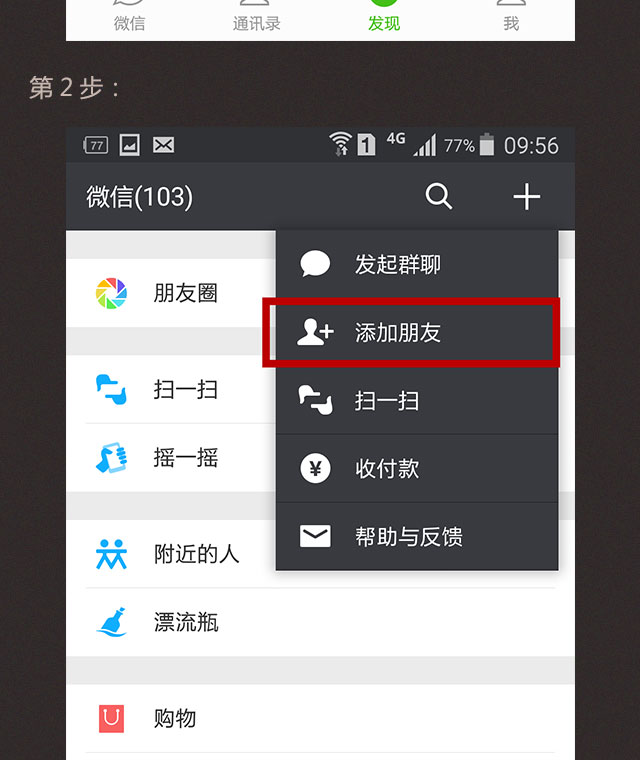 微信 通讯录 发现 我
第2步：
77 1 4G 77% 09:56
微信(103)
发起群聊
朋友圈
添加朋友
扫一扫
扫一扫
摇一摇
收付款
帮助与反馈
附近的人
漂流瓶
购物